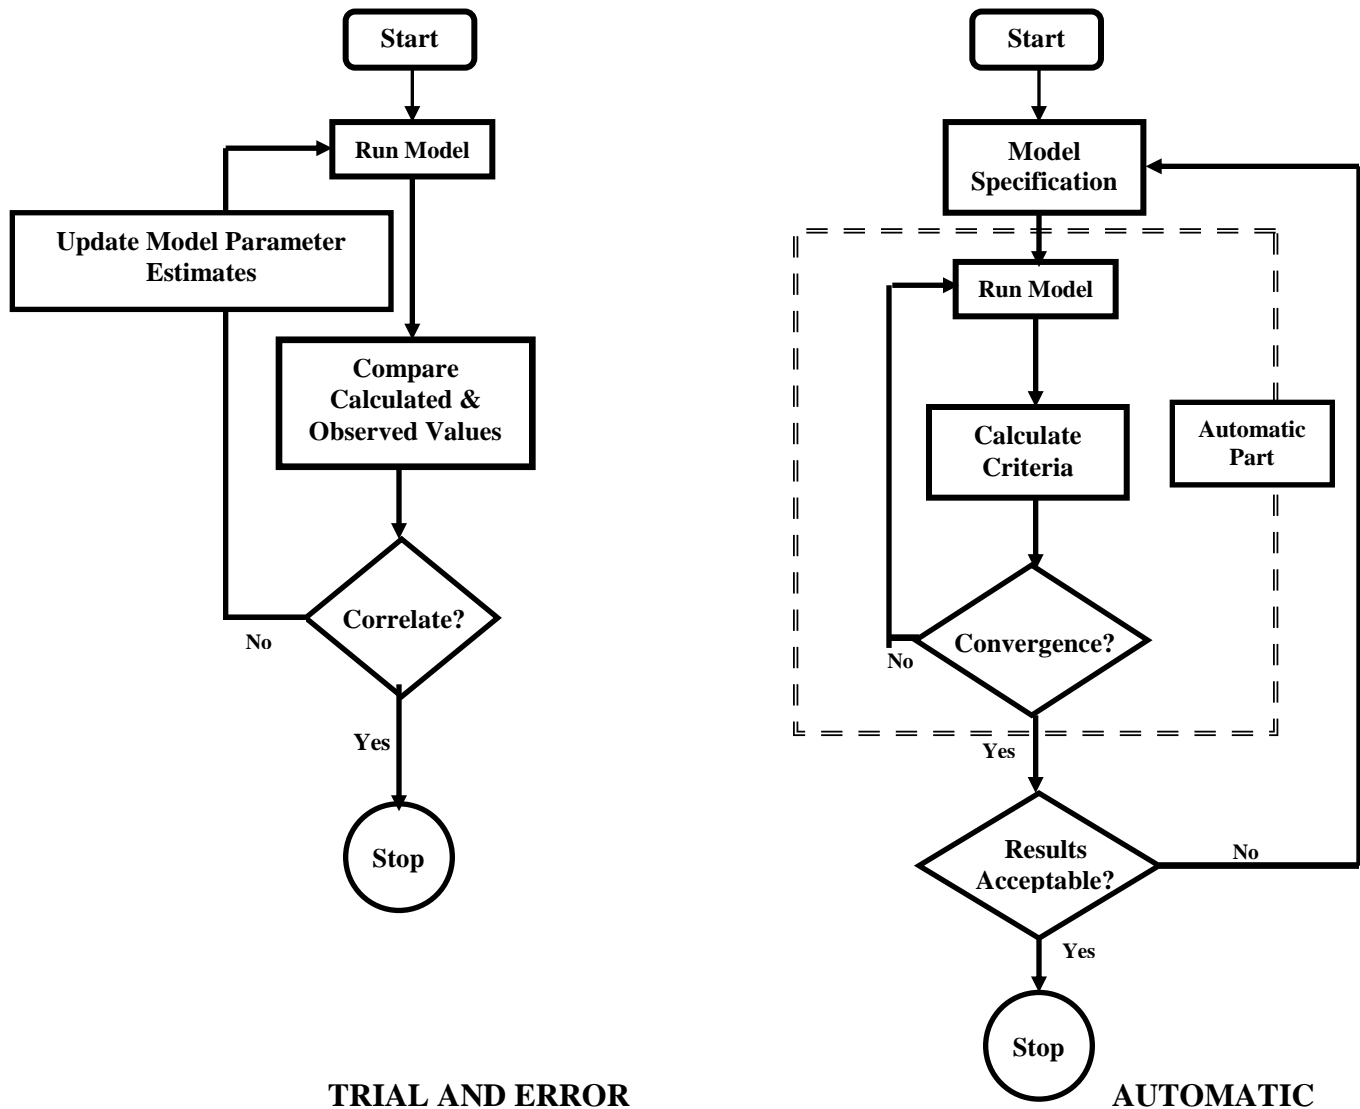 Start
Run Model
Update Model Parameter
Estimates
Compare
Calculated &
Observed Values
Correlate?
No
Yes
Stop
TRIAL AND ERROR
Start
Model
Specification
Run Model
Calculate
Criteria
Automatic
Part
Convergence?
No
Yes
Results
Acceptable?
No
Yes
Stop
AUTOMATIC